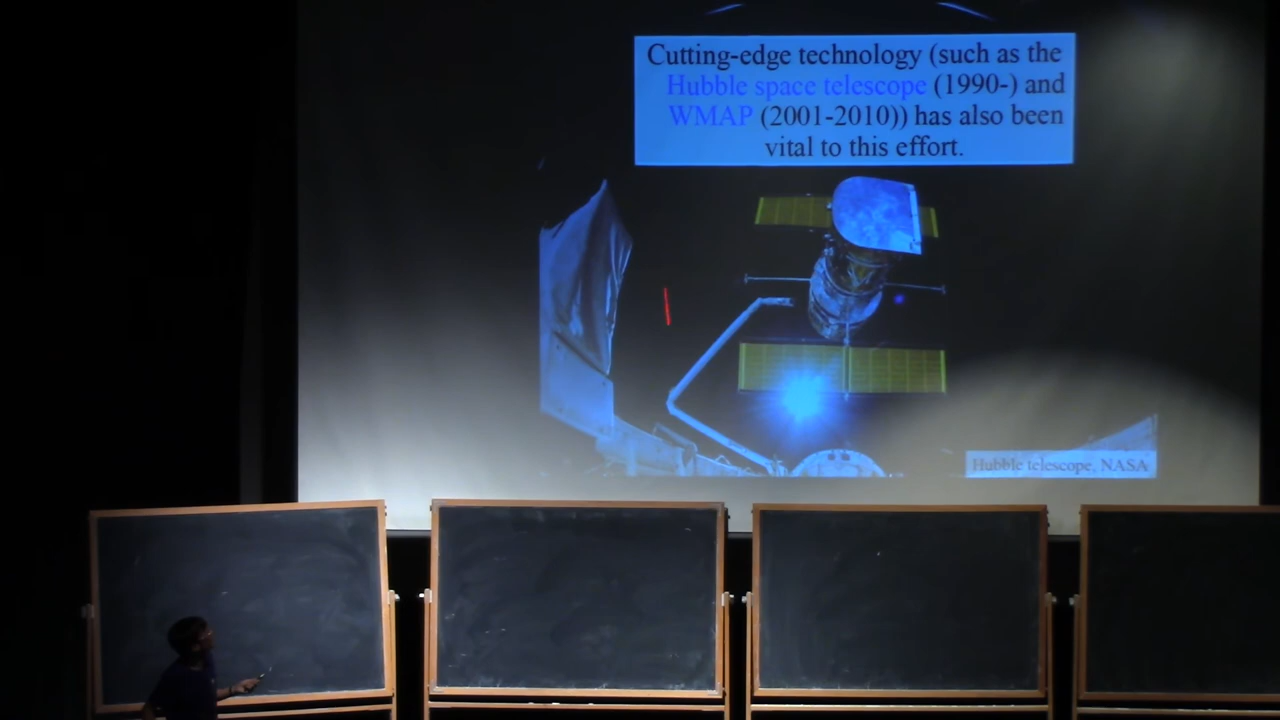 Cutting-edge technology (such as the
Hubble space telescope (1990-) and
WMAP (2001-2010)) has also been
vital to this effort.
Hubble telescope, NASA